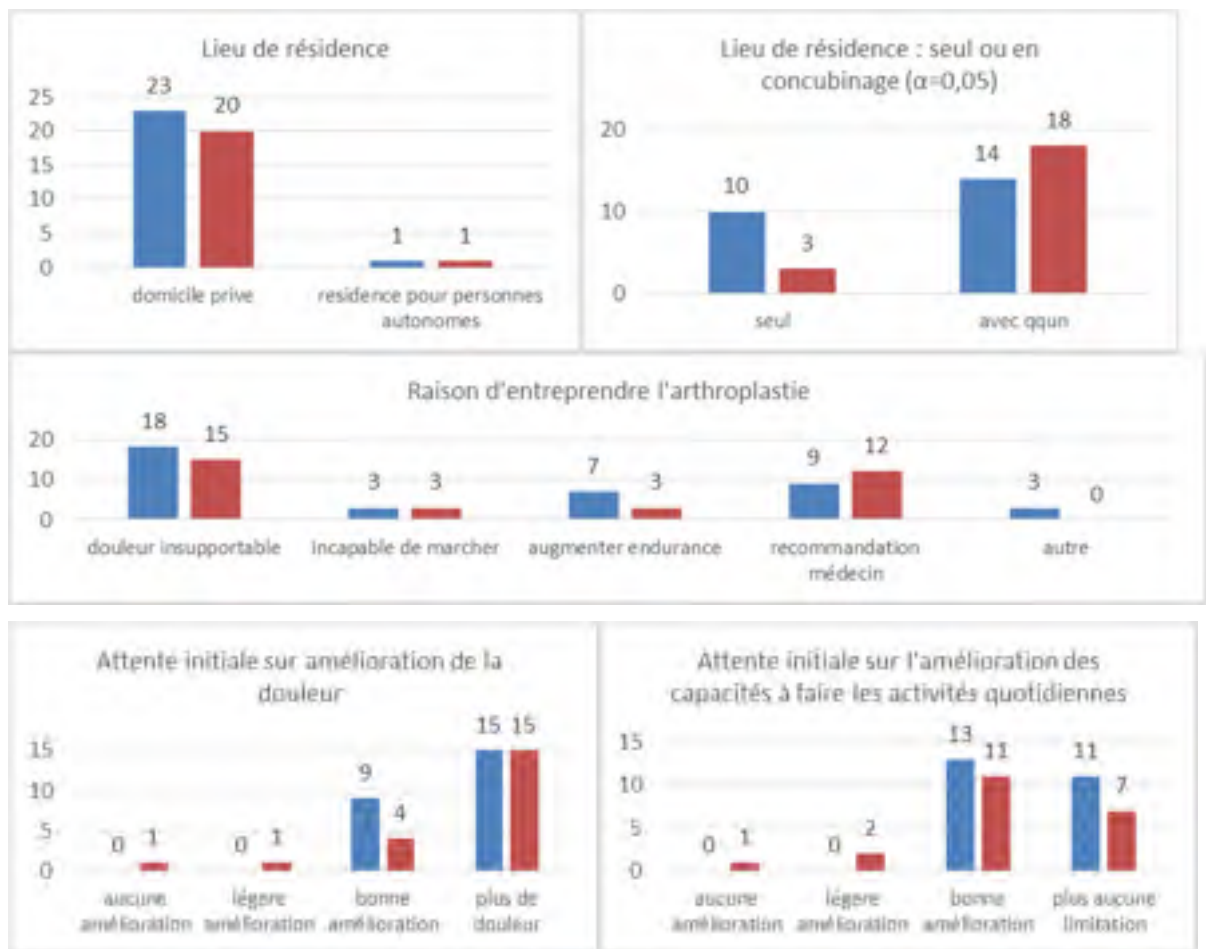 Lieu de résidence
23
20
1
1
25
20
15
10
5
0
domicile prive
residence pour personnes
autonomes
Lieu de résidence : seul ou en
concubinage (α=0,05)
20
10
0
10
3
14
18
seul
avec qqun
Raison d'entreprendre l'arthroplastie
20
10
0
18
15
3
3
7
3
9
12
3
0
douleur insupportable
incapable de marcher
augmenter endurance
recommandation
médecin
autre
Attente initiale sur amélioration de la
douleur
15
10
5
0
0
1
0
1
9
4
15
15
aucune
amélioration
légere
amélioration
bonne
amélioration
plus de
douleur
Attente initiale sur l'amélioration des
capacités à faire les activités quotidiennes
15
10
5
0
0
1
0
2
13
11
11
7
aucune
amélioration
légere
amélioration
bonne
amélioration
plus aucune
limitation